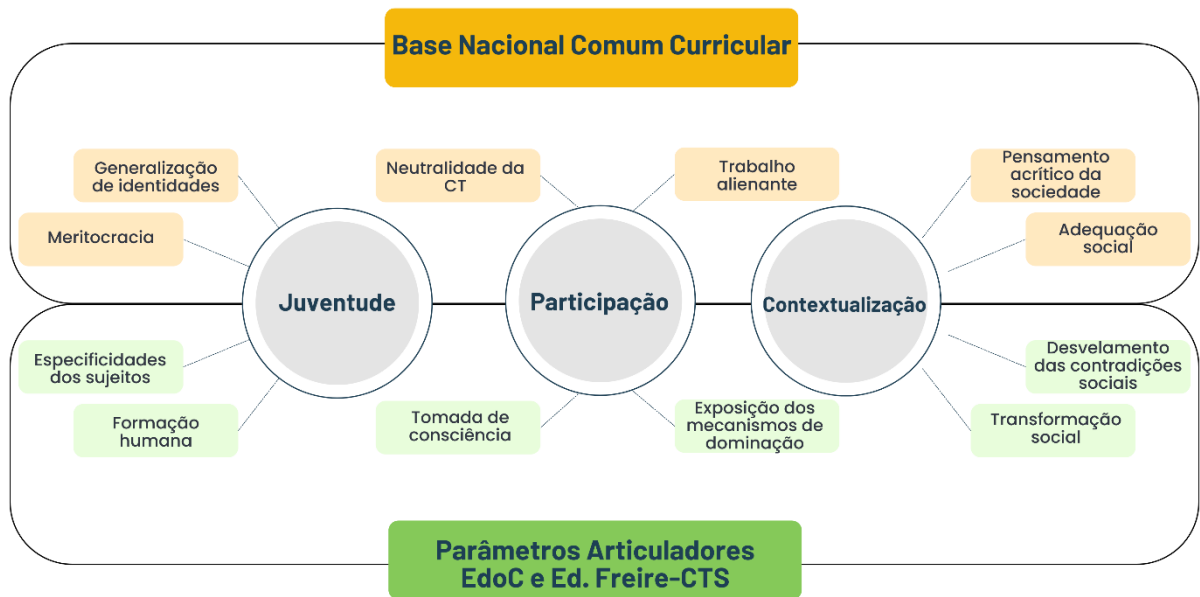 Base Nacional Comum Curricular
Generalização
de identidades
Neutralidade da
CT
Trabalho
alienante
Pensamento
acrítico da
sociedade
Meritocracia
Adequação
social
Juventude
Participação
Contextualização
Especificidades
dos sujeitos
Desvelamento
das contradições
sociais
Formação
humana
Tomada de
consciência
Exposição dos
mecanismos de
dominação
Transformação
social
Parâmetros Articuladores
EdoC e Ed. Freire-CTS